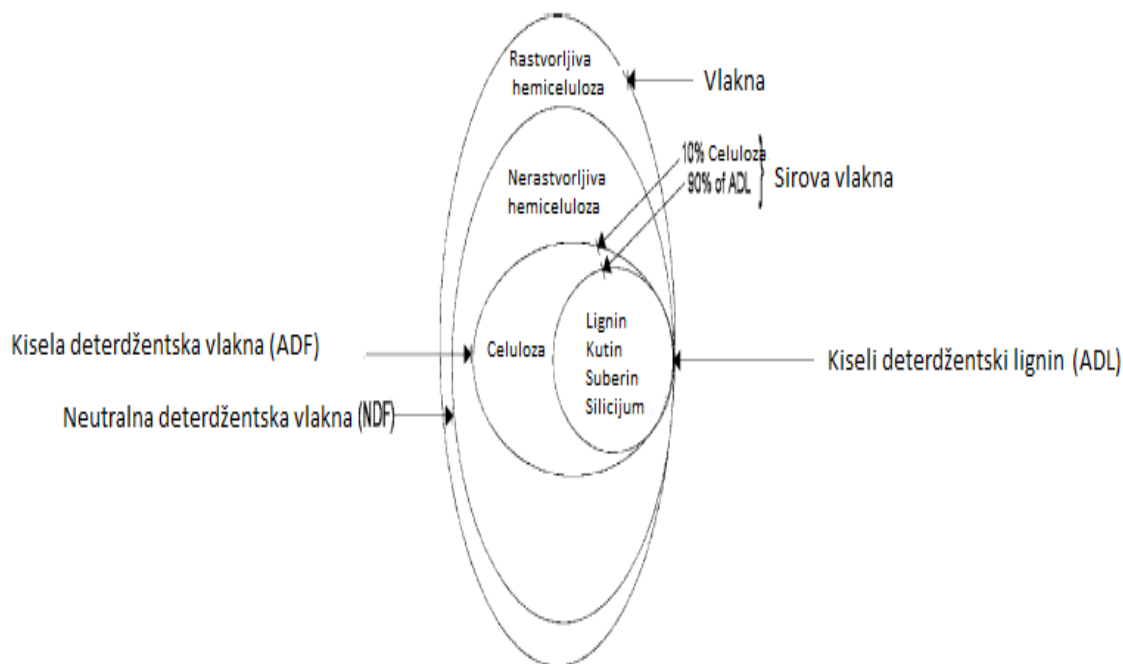 Rastvorljiva
hemiceluloza
Vlakna
10% Celuloza
90% of ADL
Sirova vlakna
Nerastvorljiva
hemiceluloza
Kisela deterdžentska vlakna (ADF)
Celuloza
Lignin
Kutin
Suberin
Silicijum
Kiseli deterdžentski lignin (ADL)
Neutralna deterdžentska vlakna (NDF)